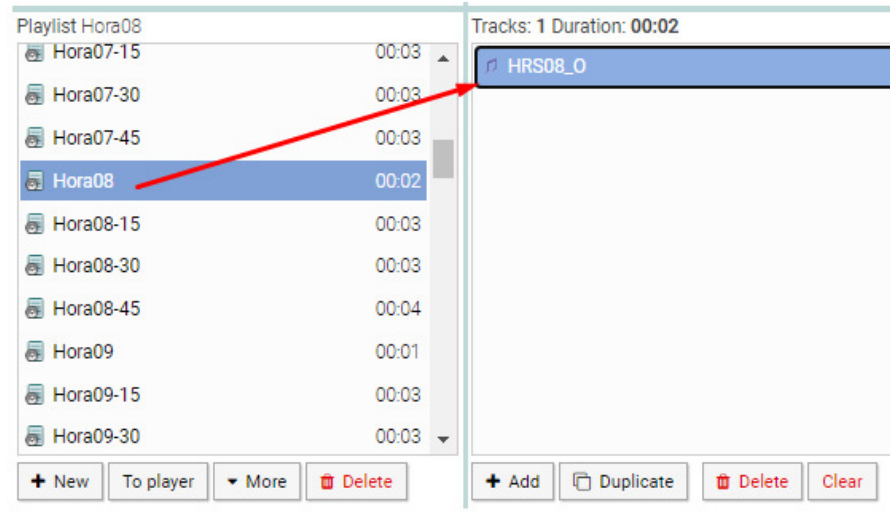 Playlist Hora08
Hora07-15 00:03
Hora07-30 00:03
Hora07-45 00:03
Hora08 00:02
Hora08-15 00:03
Hora08-30 00:03
Hora08-45 00:04
Hora09 00:01
Hora09-15 00:03
Hora09-30 00:03
+ New To player More Delete
Tracks: 1 Duration: 00:02
HRS08_O
+ Add Duplicate Delete Clear